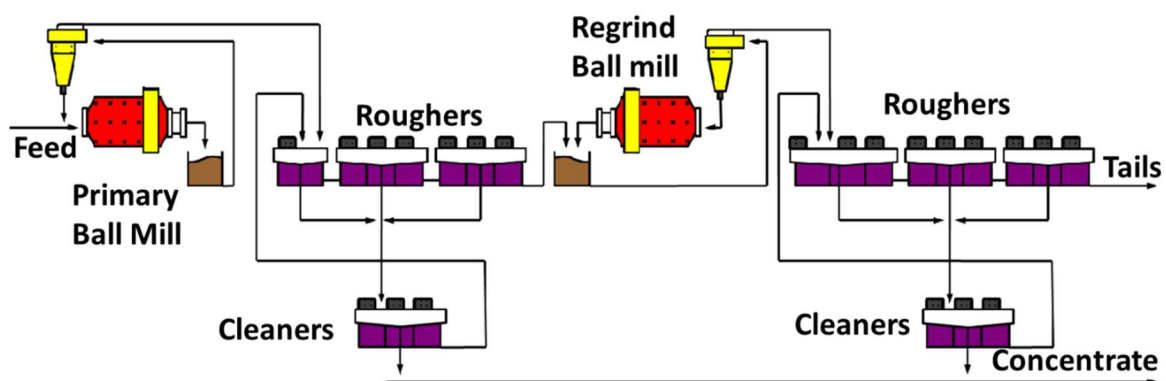 Regrind
Ball mill
Roughers
Roughers
Feed
Tails
Primary
Ball Mill
Cleaners
Cleaners
Concentrate